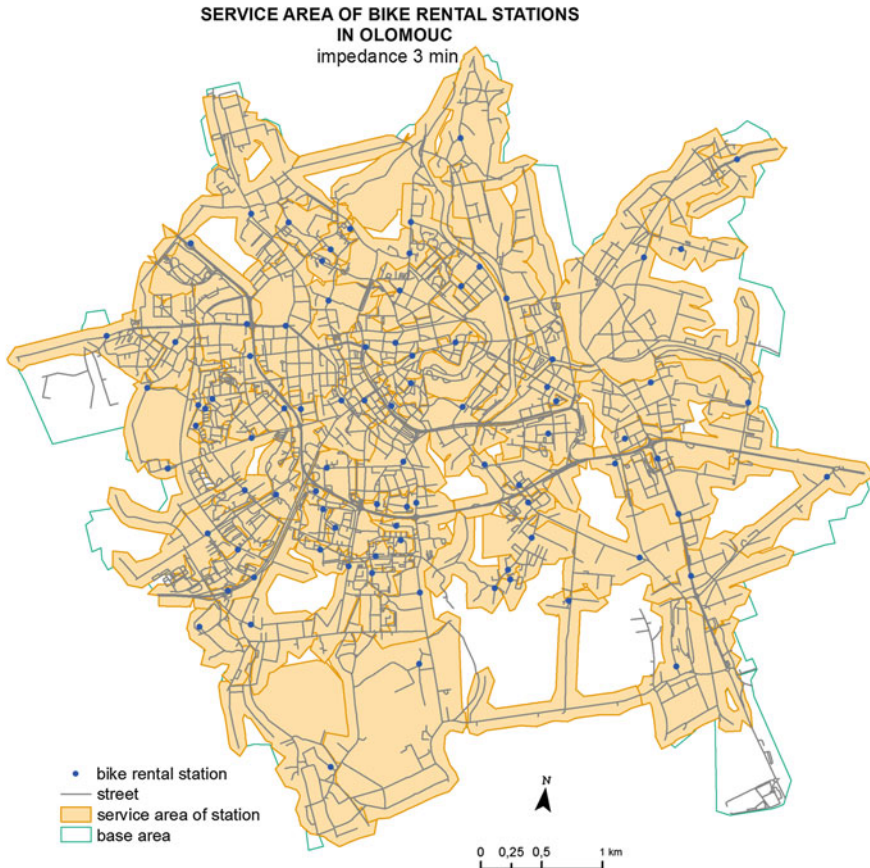 SERVICE AREA OF BIKE RENTAL STATIONS
IN OLOMOUC
impedance 3 min
bike rental station
street
service area of station
base area
N
0 0,25 0,5 1 km